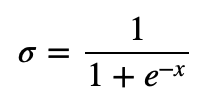 σ = 1 / (1 + e^{-x})